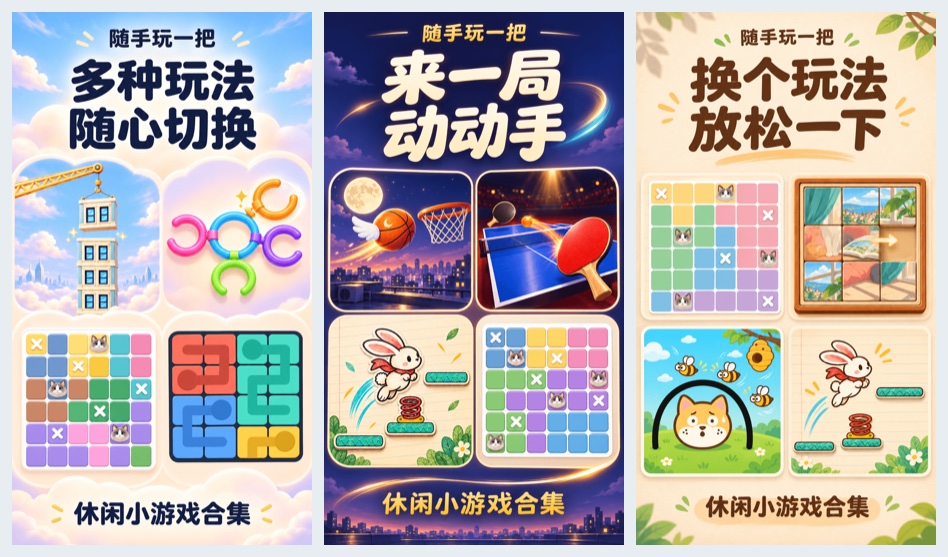 随手玩一把
多种玩法
随心切换
休闲小游戏合集
随手玩一把
来一局
动动手
休闲小游戏合集
随手玩一把
换个玩法
放松一下
休闲小游戏合集